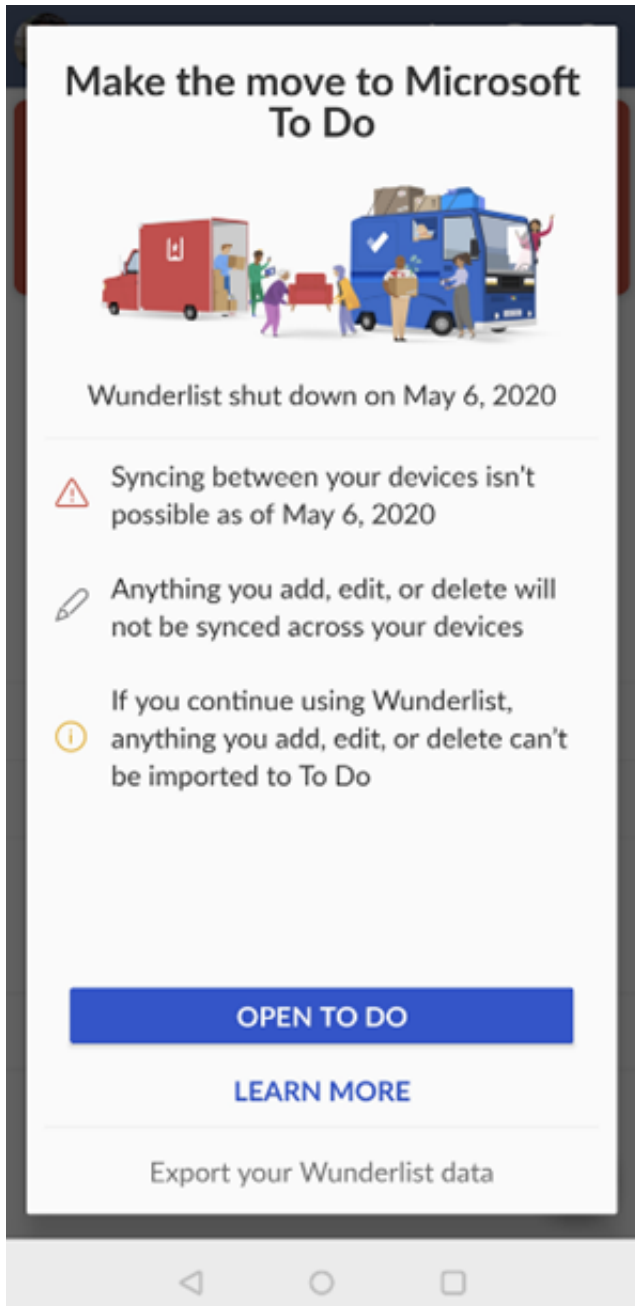 Make the move to Microsoft
To Do
Wunderlist shut down on May 6, 2020
Syncing between your devices isn't
possible as of May 6, 2020
Anything you add, edit, or delete will
not be synced across your devices
If you continue using Wunderlist,
anything you add, edit, or delete can't
be imported to To Do
OPEN TO DO
LEARN MORE
Export your Wunderlist data